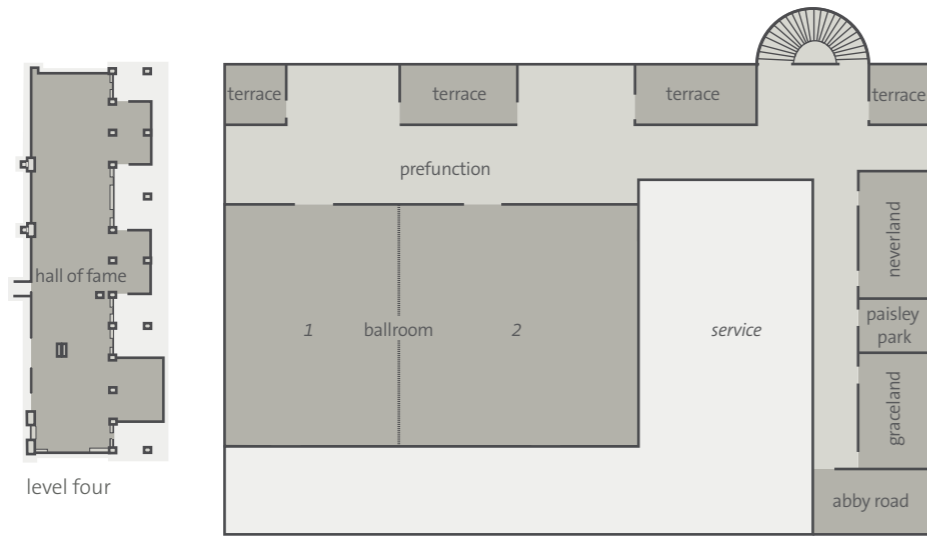 terrace
terrace
terrace
terrace
prefunction
hall of fame
neverland
paisley
park
1
ballroom
2
service
graceland
level four
abby road